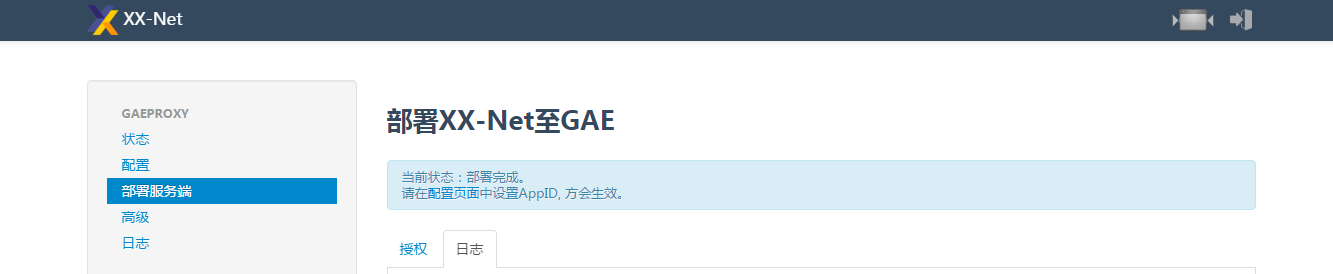 XX-Net
GAEPROXY
状态
配置
部署服务端
高级
日志
部署XX-Net至GAE
当前状态：部署完成。
请在配置页面中设置AppID, 方会生效。
授权
日志